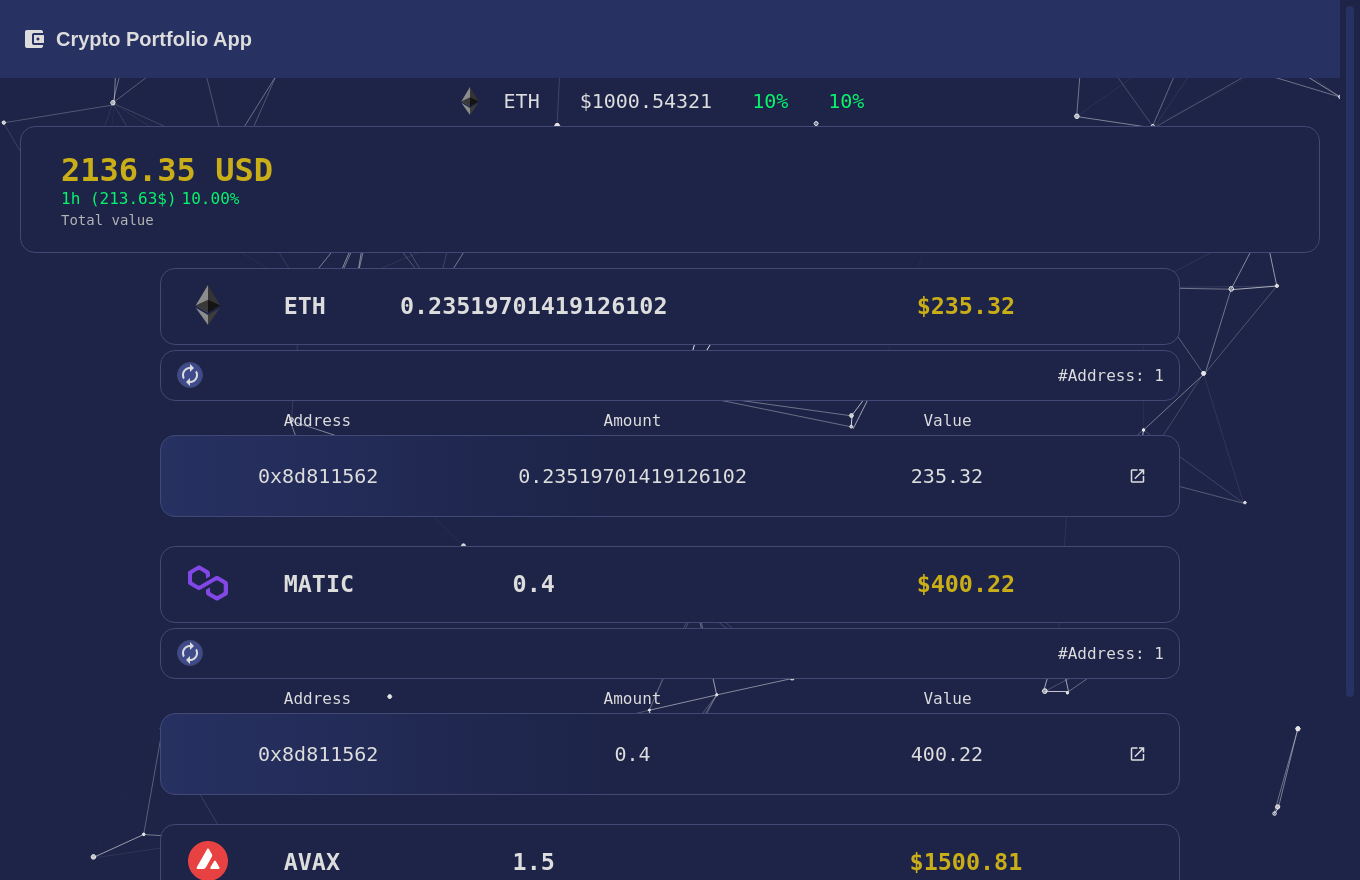 Crypto Portfolio App
ETH $1000.54321 10% 10%
2136.35 USD
1h (213.63$) 10.00%
Total value
ETH 0.23519701419126102 $235.32
#Address: 1
Address Amount Value
0x8d811562 0.23519701419126102 235.32
MATIC 0.4 $400.22
#Address: 1
Address Amount Value
0x8d811562 0.4 400.22
AVAX 1.5 $1500.81